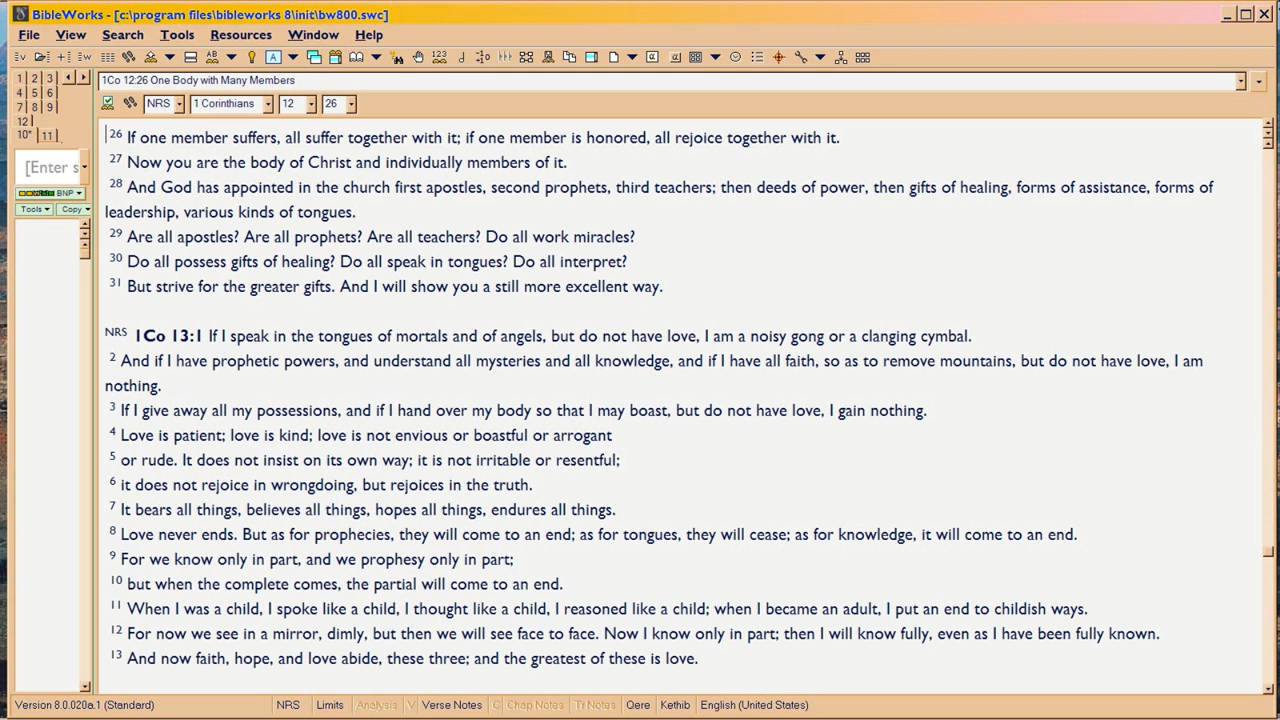 BibleWorks - [c:\program files\bibleworks 8\init\bw800.swc]
File View Search Tools Resources Window Help
1Co 12:26 One Body with Many Members
1 2 3
4 5 6
7 8 9
12
10* 11
NRS 1 Corinthians 12 26
[Enter s
BNP
Tools Copy
26 If one member suffers, all suffer together with it; if one member is honored, all rejoice together with it.
27 Now you are the body of Christ and individually members of it.
28 And God has appointed in the church first apostles, second prophets, third teachers; then deeds of power, then gifts of healing, forms of assistance, forms of
leadership, various kinds of tongues.
29 Are all apostles? Are all prophets? Are all teachers? Do all work miracles?
30 Do all possess gifts of healing? Do all speak in tongues? Do all interpret?
31 But strive for the greater gifts. And I will show you a still more excellent way.
NRS 1Co 13:1 If I speak in the tongues of mortals and of angels, but do not have love, I am a noisy gong or a clanging cymbal.
2 And if I have prophetic powers, and understand all mysteries and all knowledge, and if I have all faith, so as to remove mountains, but do not have love, I am
nothing.
3 If I give away all my possessions, and if I hand over my body so that I may boast, but do not have love, I gain nothing.
4 Love is patient; love is kind; love is not envious or boastful or arrogant
5 or rude. It does not insist on its own way; it is not irritable or resentful;
6 it does not rejoice in wrongdoing, but rejoices in the truth.
7 It bears all things, believes all things, hopes all things, endures all things.
8 Love never ends. But as for prophecies, they will come to an end; as for tongues, they will cease; as for knowledge, it will come to an end.
9 For we know only in part, and we prophesy only in part;
10 but when the complete comes, the partial will come to an end.
11 When I was a child, I spoke like a child, I thought like a child, I reasoned like a child; when I became an adult, I put an end to childish ways.
12 For now we see in a mirror, dimly, but then we will see face to face. Now I know only in part; then I will know fully, even as I have been fully known.
13 And now faith, hope, and love abide, these three; and the greatest of these is love.
Version 8.0.020a.1 (Standard) NRS Limits Analysis V Verse Notes C Chap Notes Tr Notes Qere Kethib English (United States)